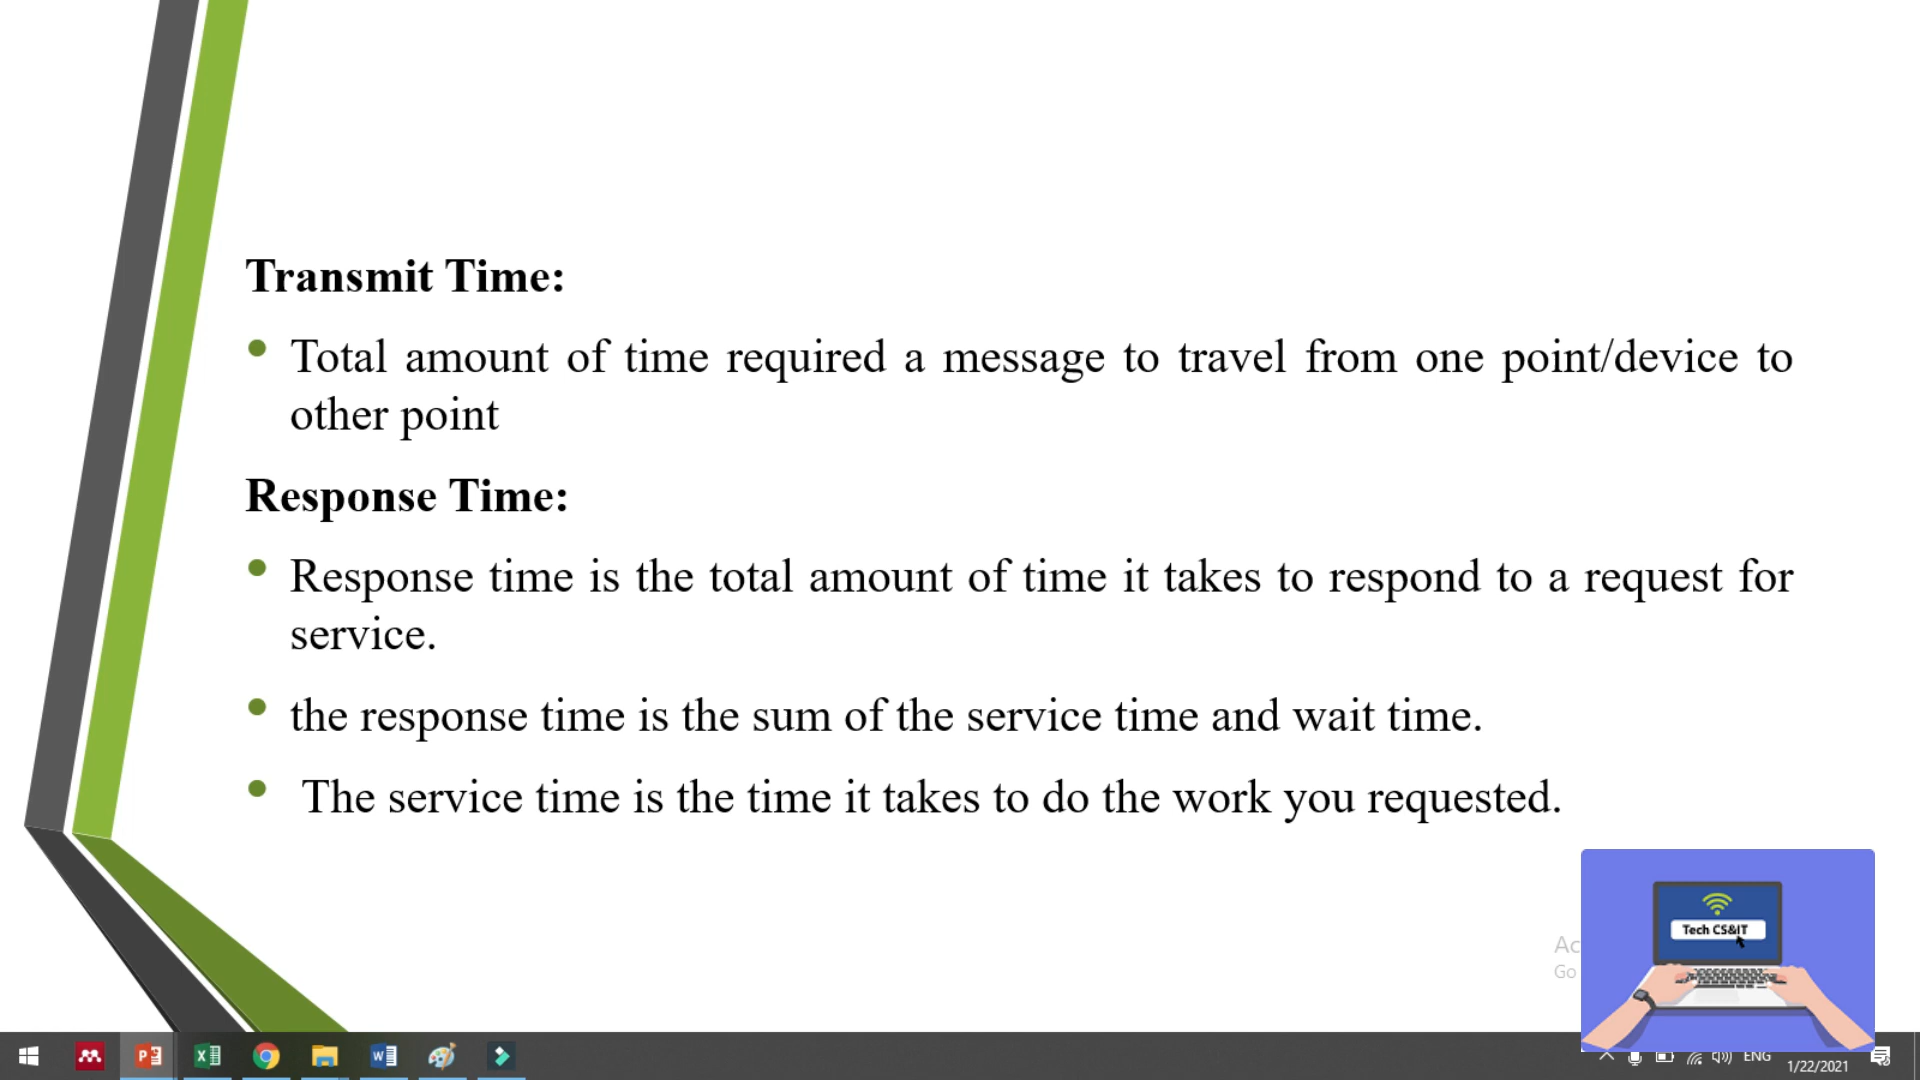 Transmit Time:
• Total amount of time required a message to travel from one point/device to
other point
Response Time:
• Response time is the total amount of time it takes to respond to a request for
service.
• the response time is the sum of the service time and wait time.
• The service time is the time it takes to do the work you requested.
Tech CS&IT
Ac
Go
ENG
1/22/2021